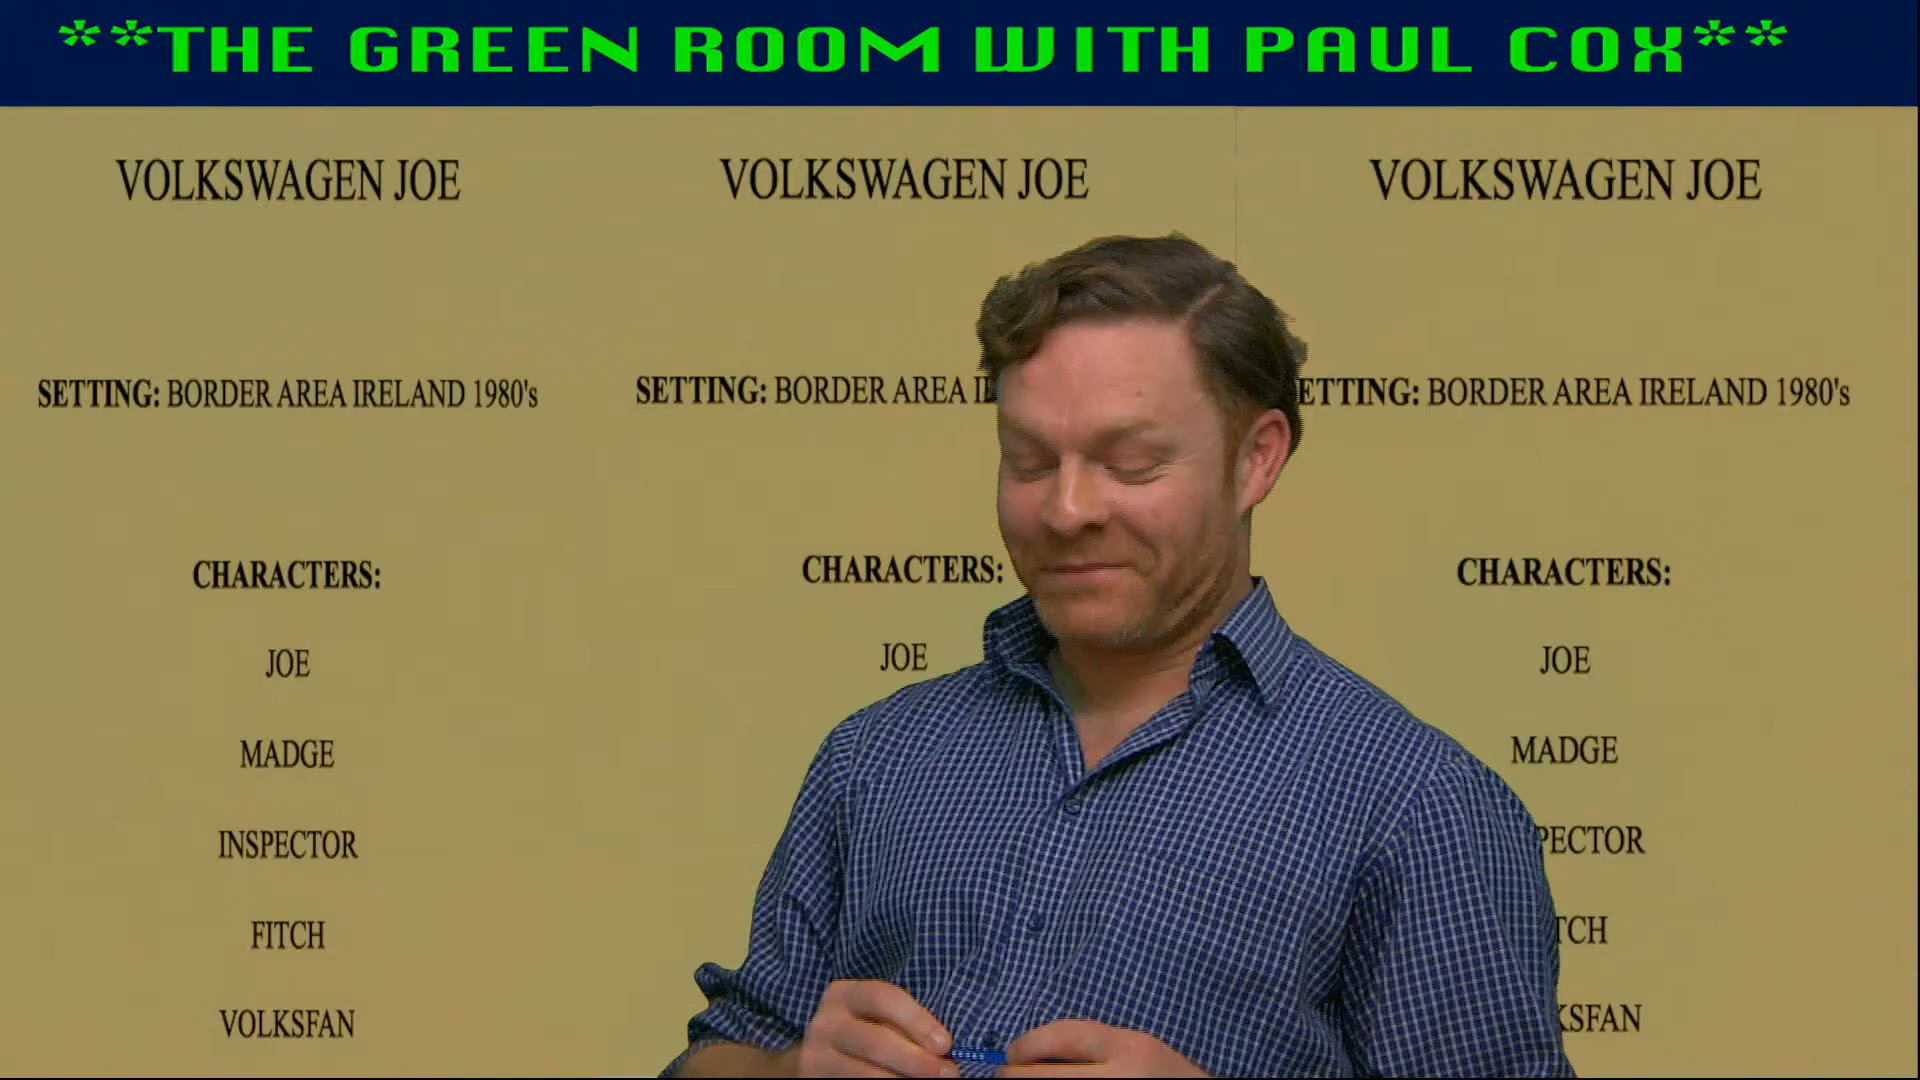 **THE GREEN ROOM WITH PAUL COX**
VOLKSWAGEN JOE
SETTING: BORDER AREA IRELAND 1980's
CHARACTERS:
JOE
MADGE
INSPECTOR
FITCH
VOLKSFAN
VOLKSWAGEN JOE
SETTING: BORDER AREA
CHARACTERS:
JOE
VOLKSWAGEN JOE
ETTING: BORDER AREA IRELAND 1980's
CHARACTERS:
JOE
MADGE
PECTOR
TCH
KSFAN